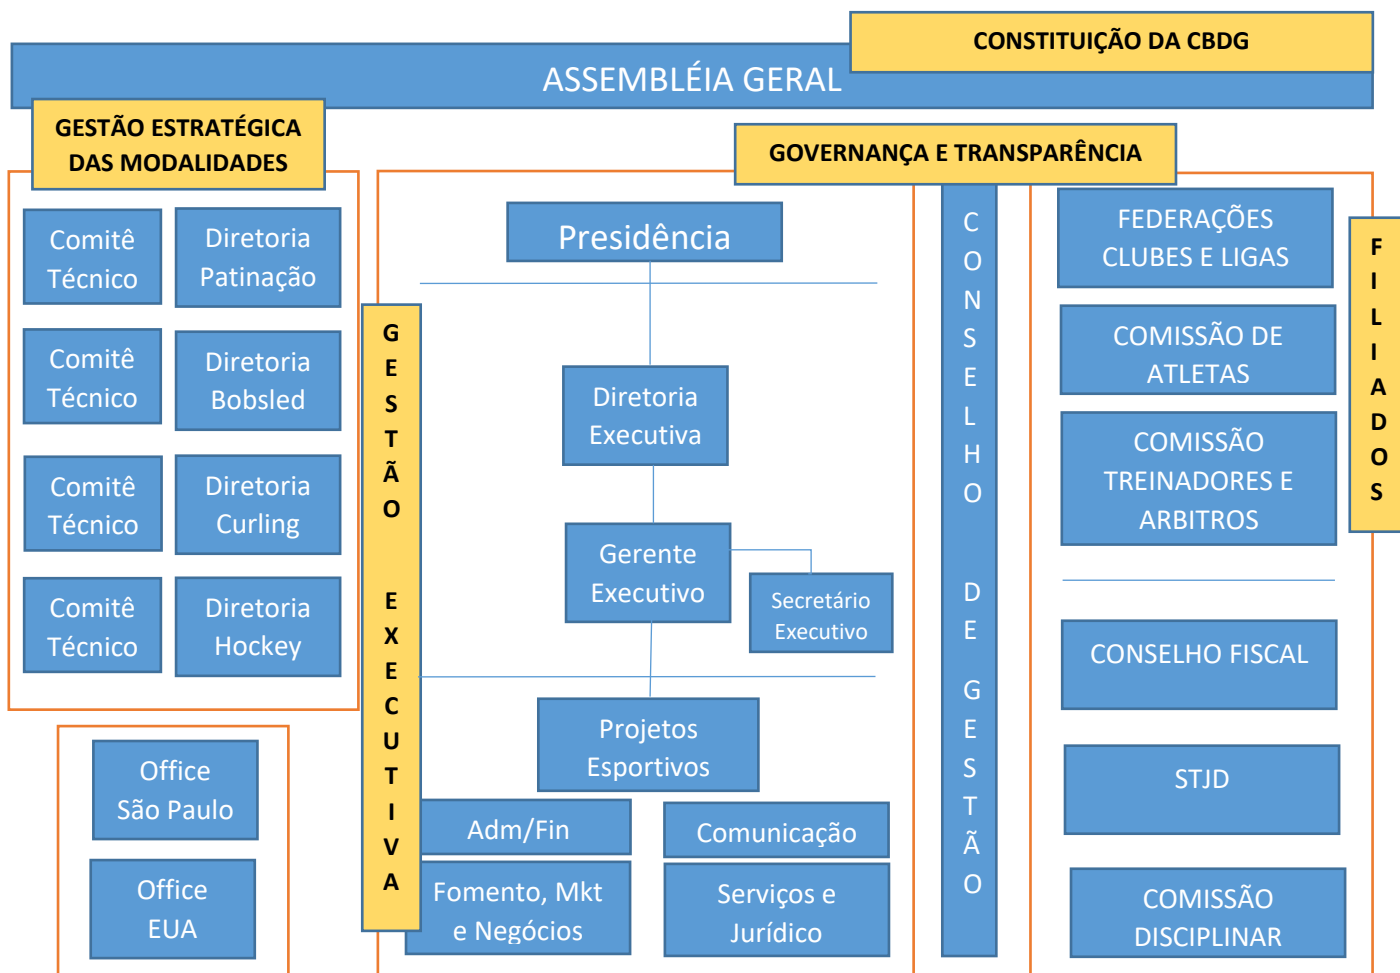 CONSTITUIÇÃO DA CBDG
ASSEMBLÉIA GERAL
GESTÃO ESTRATÉGICA
DAS MODALIDADES
GOVERNANÇA E TRANSPARÊNCIA
Comitê
Técnico
Diretoria
Patinação
Comitê
Técnico
Diretoria
Bobsled
Comitê
Técnico
Diretoria
Curling
Comitê
Técnico
Diretoria
Hockey
Office
São Paulo
Office
EUA
GESTÃO EXECUTIVA
Presidência
Diretoria
Executiva
Gerente
Executivo
Secretário
Executivo
Projetos
Esportivos
Adm/Fin
Comunicação
Fomento, Mkt
e Negócios
Serviços e
Jurídico
CONSELHO DE GESTÃO
FEDERAÇÕES
CLUBES E LIGAS
COMISSÃO DE
ATLETAS
COMISSÃO
TREINADORES E
ARBITROS
CONSELHO FISCAL
STJD
COMISSÃO
DISCIPLINAR
FILIADOS